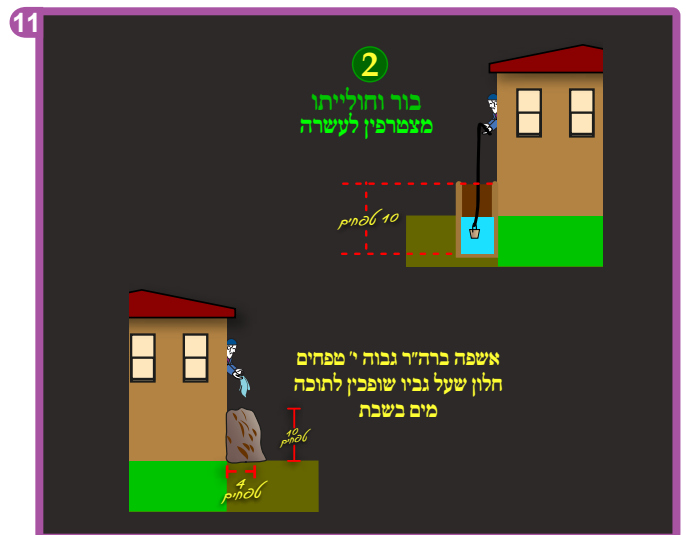 11
2
בור וחולייתו
מצטרפין לעשרה
10 טפחים
אשפה ברה״ר גבוה י׳ טפחים
חלון שעל גביו שופכין לתוכה
מים בשבת
10
טפחים
4
טפחים